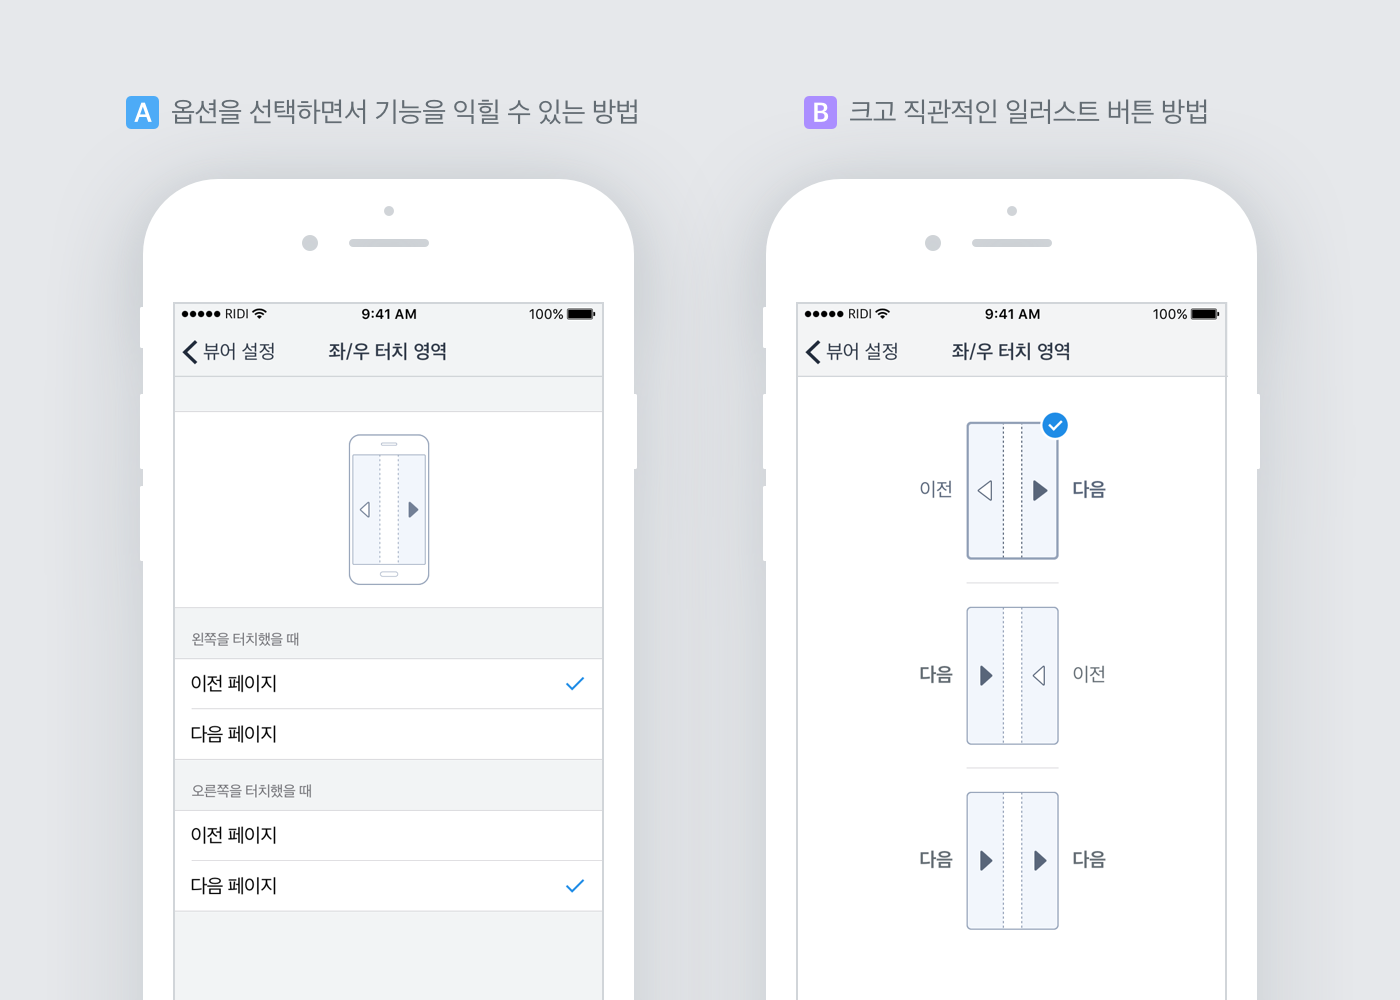 A 옵션을 선택하면서 기능을 익힐 수 있는 방법
B 크고 직관적인 일러스트 버튼 방법
RIDI 9:41 AM 100%
뷰어 설정 좌/우 터치 영역
왼쪽을 터치했을 때
이전 페이지
다음 페이지
오른쪽을 터치했을 때
이전 페이지
다음 페이지
RIDI 9:41 AM 100%
뷰어 설정 좌/우 터치 영역
이전 다음
다음 이전
다음 다음